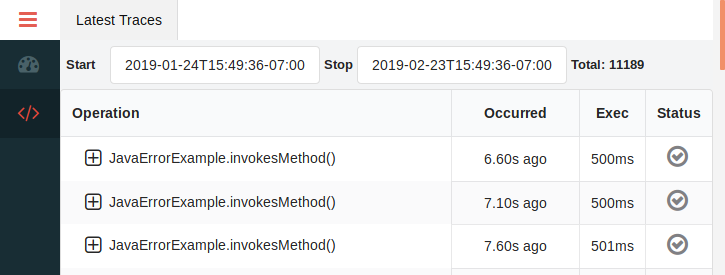 Latest Traces
Start 2019-01-24T15:49:36-07:00 Stop 2019-02-23T15:49:36-07:00 Total: 11189
Operation Occurred Exec Status
JavaErrorExample.invokesMethod() 6.60s ago 500ms
JavaErrorExample.invokesMethod() 7.10s ago 500ms
JavaErrorExample.invokesMethod() 7.60s ago 501ms